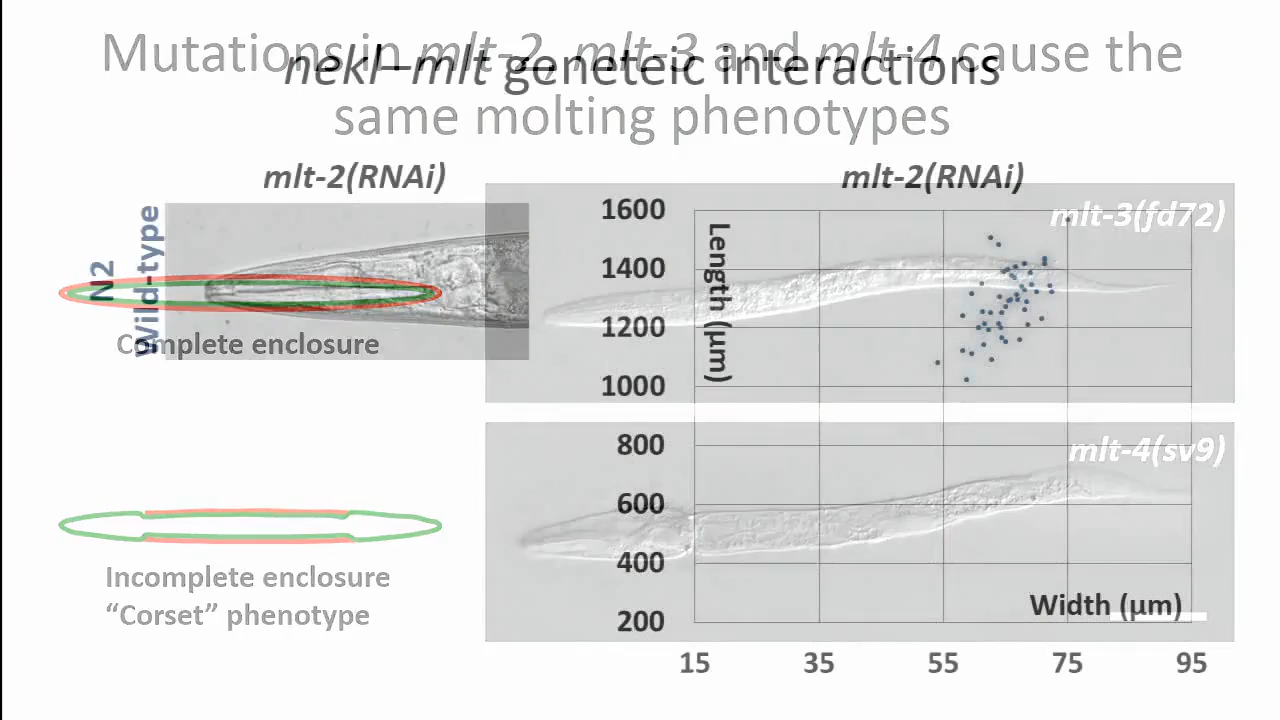 Mutations in mlt-2, mlt-3 and mlt-4 cause the
same molting phenotypes
nekl–mlt geneteic interactions
mlt-2(RNAi)
mlt-2(RNAi)
N2
Wild-type
Complete enclosure
mlt-3(fd72)
Length (µm)
1600
1400
1200
1000
800
600
400
200
mlt-4(sv9)
Incomplete enclosure
“Corset” phenotype
Width (µm)
15 35 55 75 95